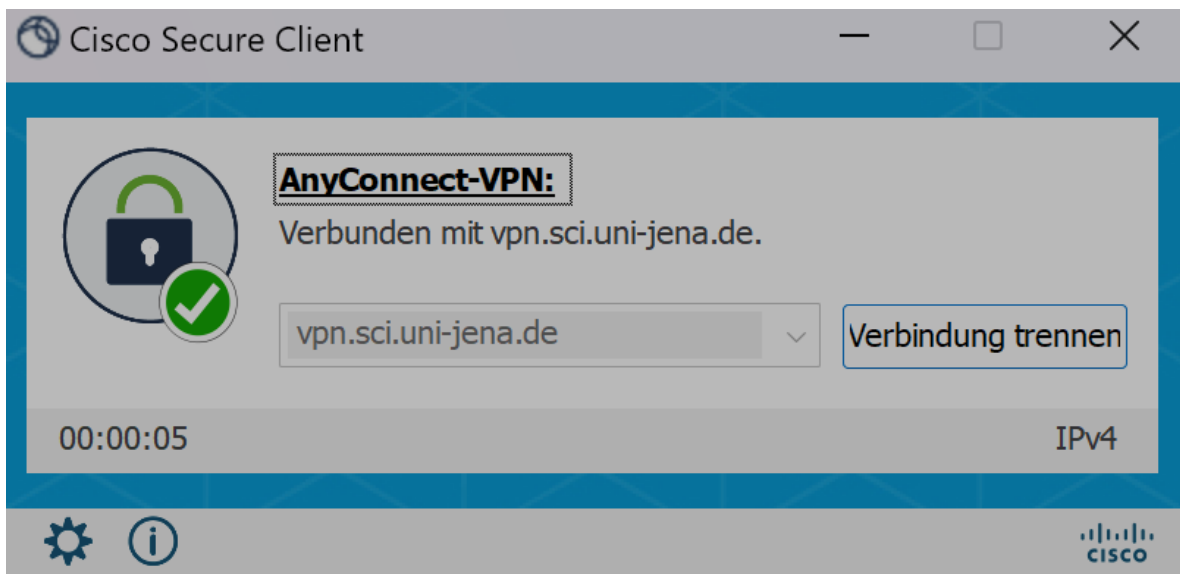 Cisco Secure Client
AnyConnect-VPN:
Verbunden mit vpn.sci.uni-jena.de.
vpn.sci.uni-jena.de
Verbindung trennen
00:00:05
IPv4
CISCO